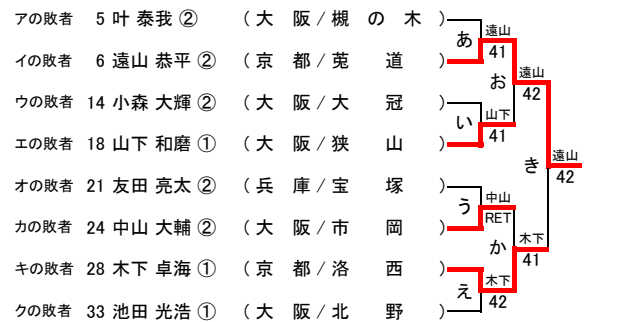 アの敗者 5 叶 泰我 ② (大 阪/槻 の 木)
イの敗者 6 遠山 恭平 ② (京 都/莵 道)
ウの敗者 14 小森 大輝 ② (大 阪/大 冠)
エの敗者 18 山下 和磨 ① (大 阪/狭 山)
オの敗者 21 友田 亮太 ② (兵 庫/宝 塚)
カの敗者 24 中山 大輔 ② (大 阪/市 岡)
キの敗者 28 木下 卓海 ① (京 都/洛 西)
クの敗者 33 池田 光浩 ① (大 阪/北 野)
あ
遠山
41
い
山下
41
う
中山
RET
え
木下
42
お
遠山
42
か
木下
41
き
遠山
42